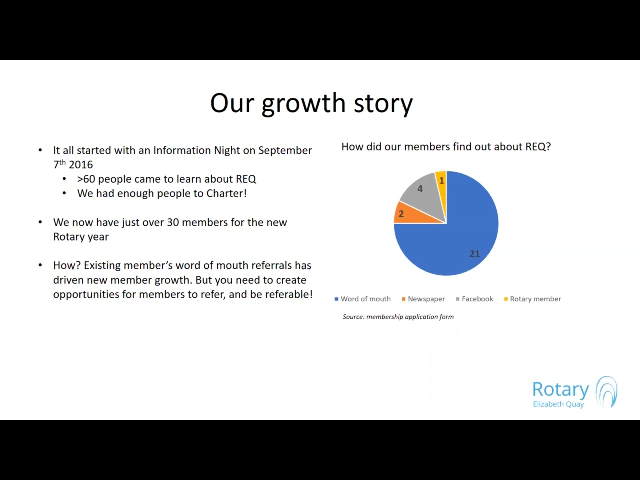 Our growth story
• It all started with an Information Night on September
7th 2016
• >60 people came to learn about REQ
• We had enough people to Charter!
• We now have just over 30 members for the new
Rotary year
• How? Existing member's word of mouth referrals has
driven new member growth. But you need to create
opportunities for members to refer, and be referable!
How did our members find out about REQ?
1
4
2
21
Word of mouth Newspaper Facebook Rotary member
Source: membership application form
Rotary
Elizabeth Quay